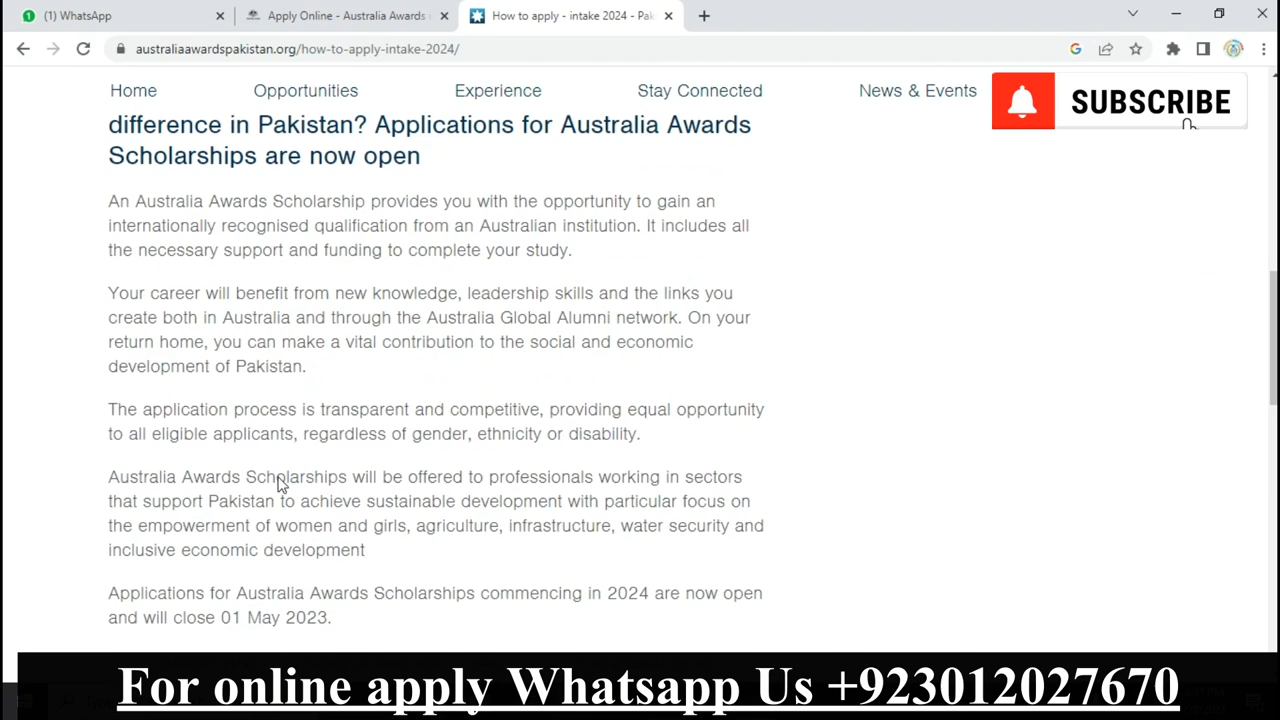 (1) WhatsApp
Apply Online - Australia Awards
How to apply - intake 2024 - Pak
australiaawardspakistan.org/how-to-apply-intake-2024/
Home Opportunities Experience Stay Connected News & Events
SUBSCRIBE
difference in Pakistan? Applications for Australia Awards
Scholarships are now open
An Australia Awards Scholarship provides you with the opportunity to gain an
internationally recognised qualification from an Australian institution. It includes all
the necessary support and funding to complete your study.
Your career will benefit from new knowledge, leadership skills and the links you
create both in Australia and through the Australia Global Alumni network. On your
return home, you can make a vital contribution to the social and economic
development of Pakistan.
The application process is transparent and competitive, providing equal opportunity
to all eligible applicants, regardless of gender, ethnicity or disability.
Australia Awards Scholarships will be offered to professionals working in sectors
that support Pakistan to achieve sustainable development with particular focus on
the empowerment of women and girls, agriculture, infrastructure, water security and
inclusive economic development
Applications for Australia Awards Scholarships commencing in 2024 are now open
and will close 01 May 2023.
For online apply Whatsapp Us +923012027670